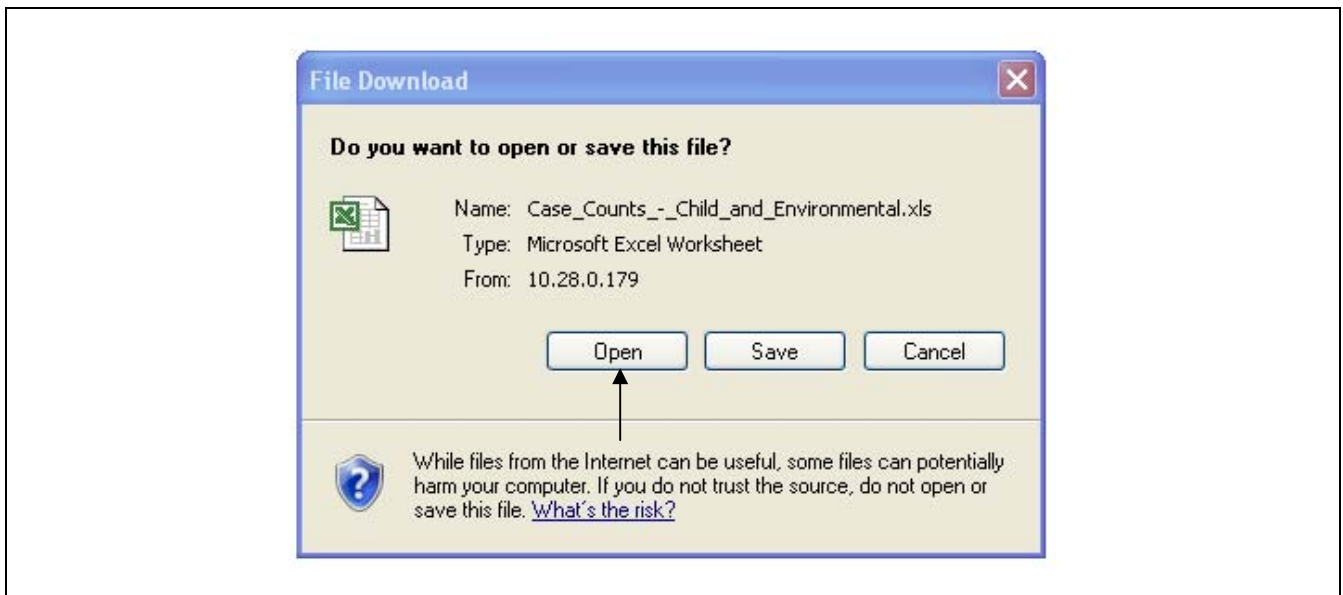 File Download
Do you want to open or save this file?
Name: Case_Counts_-_Child_and_Environmental.xls
Type: Microsoft Excel Worksheet
From: 10.28.0.179
Open Save Cancel
While files from the Internet can be useful, some files can potentially
harm your computer. If you do not trust the source, do not open or
save this file. What's the risk?